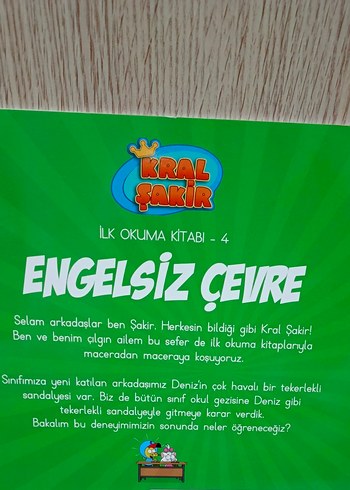 KRAL
ŞAKİR
İLK OKUMA KİTABI - 4
ENGELSİZ ÇEVRE
Selam arkadaşlar ben Şakir. Herkesin bildiği gibi Kral Şakir!
Ben ve benim çılgın ailem bu sefer de ilk okuma kitaplarıyla
maceradan maceraya koşuyoruz.
Sınıfımıza yeni katılan arkadaşımız Deniz'in çok havalı bir tekerlekli
sandalyesi var. Biz de bütün sınıf okul gezisine Deniz gibi
tekerlekli sandalyeyle gitmeye karar verdik.
Bakalım bu deneyimimizin sonunda neler öğreneceğiz?